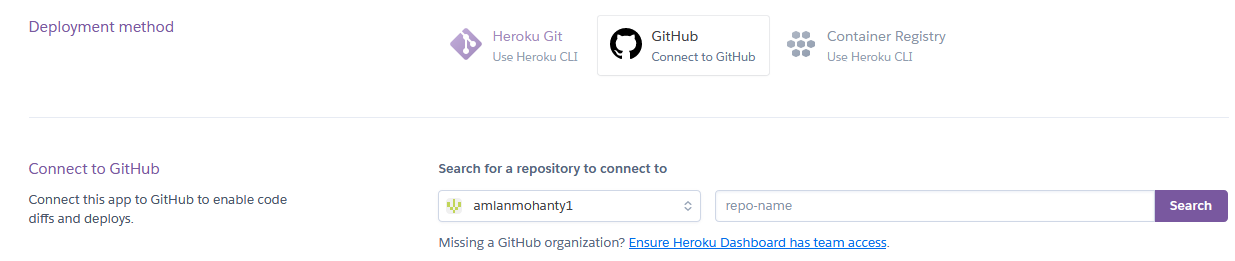 Deployment method
Heroku Git
Use Heroku CLI
GitHub
Connect to GitHub
Container Registry
Use Heroku CLI
Connect to GitHub
Connect this app to GitHub to enable code
diffs and deploys.
Search for a repository to connect to
amlanmohanty1
repo-name
Search
Missing a GitHub organization? Ensure Heroku Dashboard has team access.